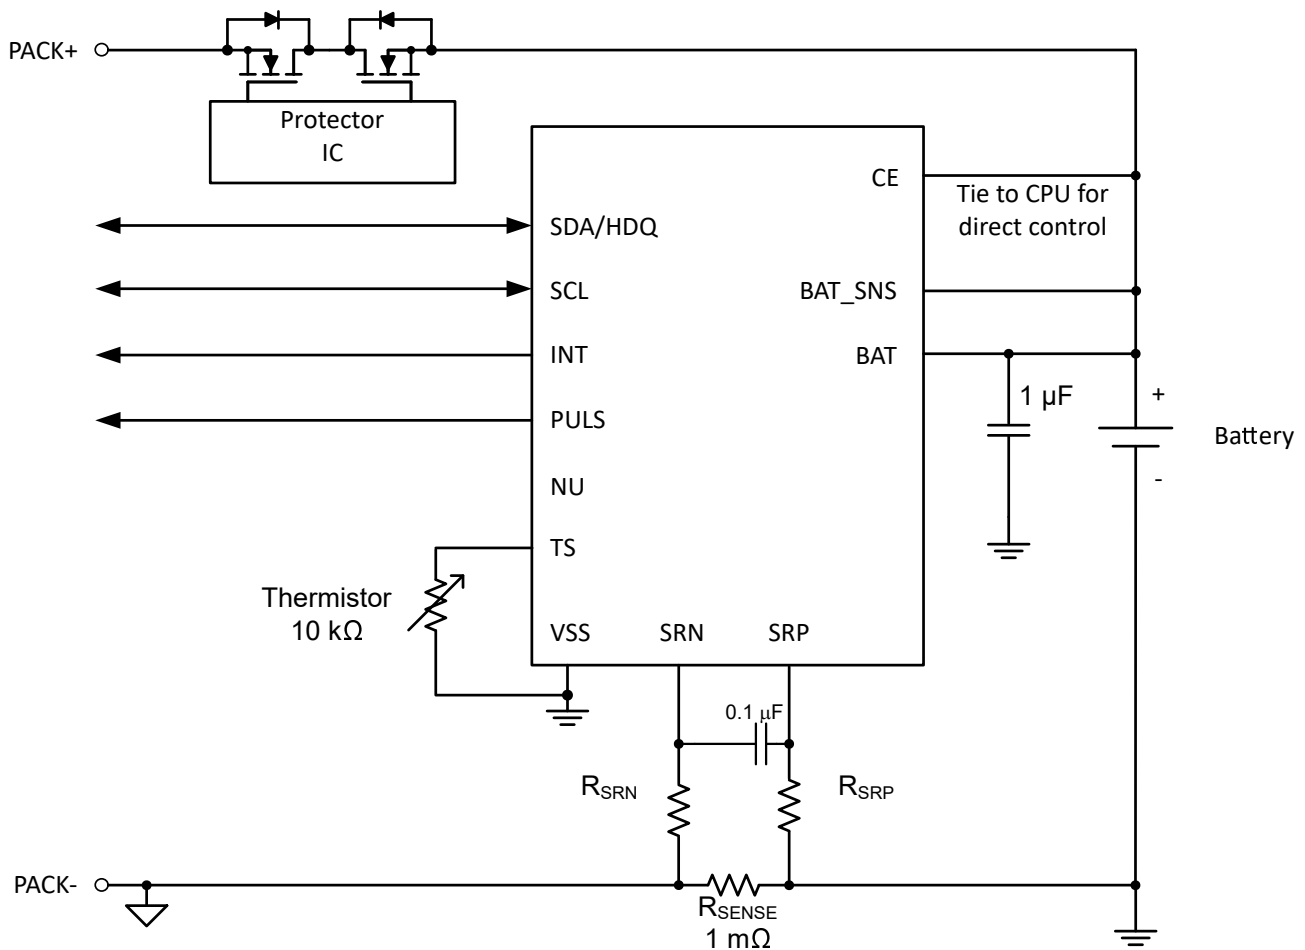 PACK+
Protector
IC
CE
Tie to CPU for
direct control
SDA/HDQ
SCL
BAT_SNS
INT
BAT
1 µF
+
PULS
Battery
-
NU
TS
Thermistor
10 kΩ
VSS
SRN
SRP
0.1 µF
RSRN
RSRP
PACK-
RSENSE
1 mΩ